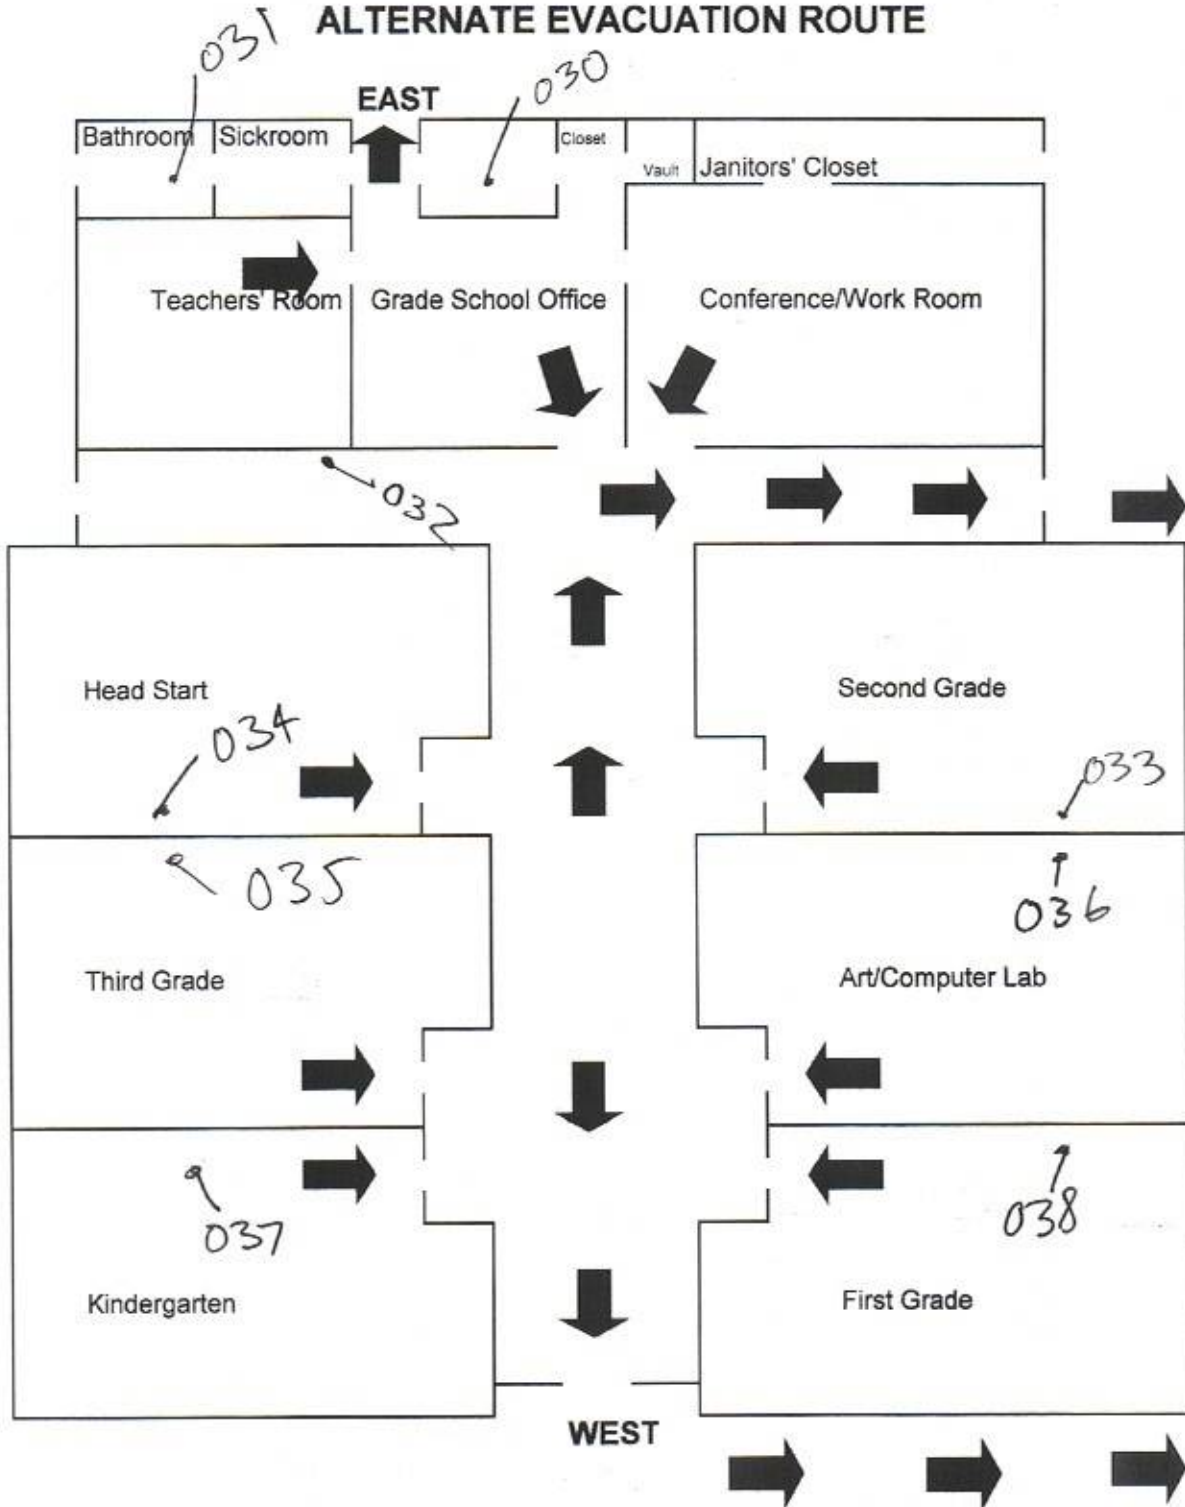 ALTERNATE EVACUATION ROUTE
031
030
EAST
Bathroom
Sickroom
Closet
Vault
Janitors' Closet
Teachers' Room
Grade School Office
Conference/Work Room
032
Head Start
Second Grade
034
033
035
036
Third Grade
Art/Computer Lab
037
038
Kindergarten
First Grade
WEST